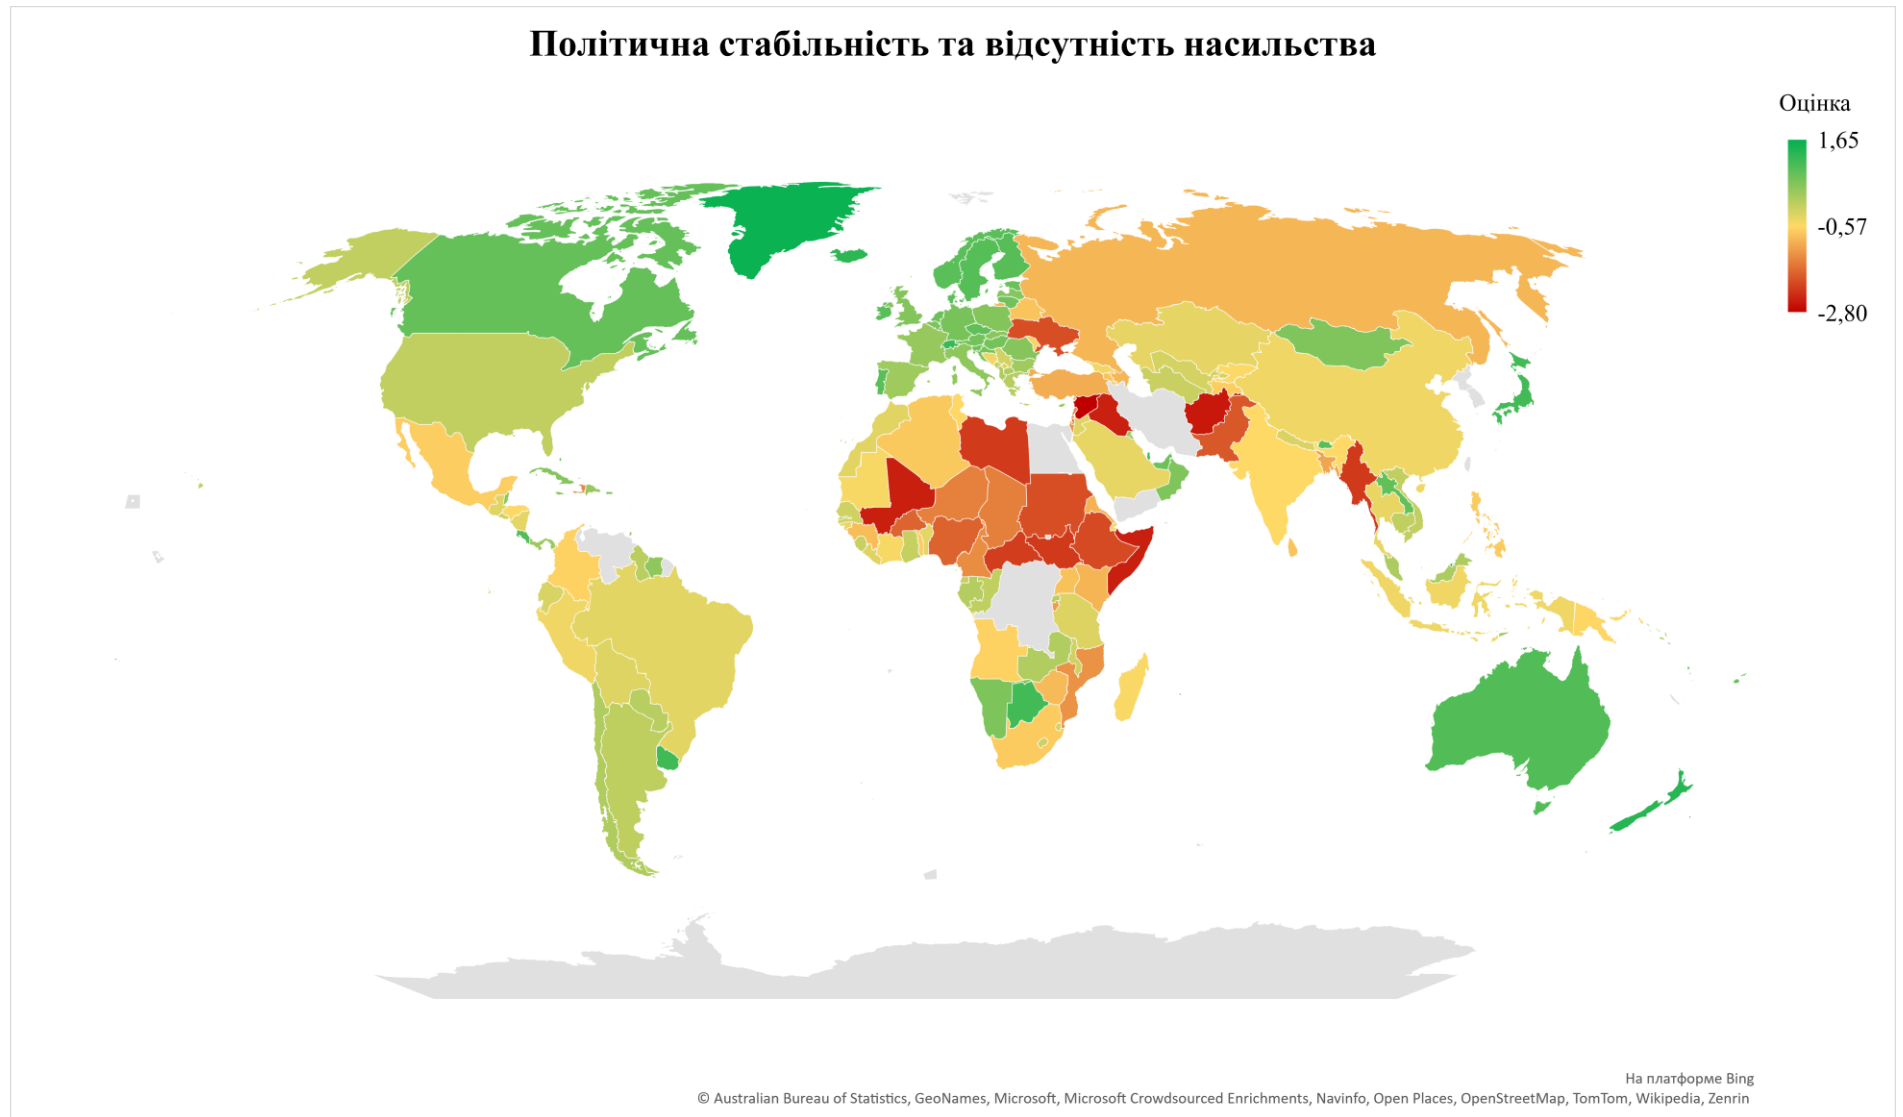 Політична стабільність та відсутність насильства
Оцінка
1,65
-0,57
-2,80
На платформе Bing
© Australian Bureau of Statistics, GeoNames, Microsoft, Microsoft Crowdsourced Enrichments, Navinfo, Open Places, OpenStreetMap, TomTom, Wikipedia, Zenrin